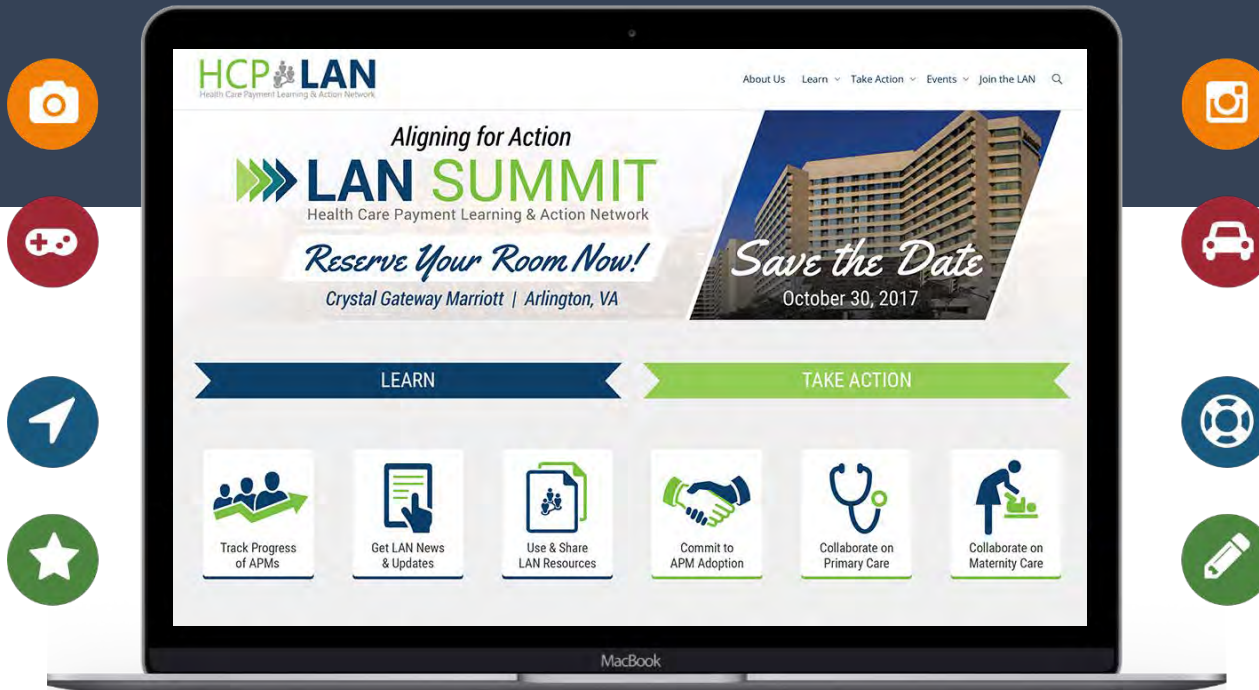 HCP LAN
Health Care Payment Learning & Action Network
About Us Learn Take Action Events Join the LAN
Aligning for Action
LAN SUMMIT
Health Care Payment Learning & Action Network
Reserve Your Room Now!
Crystal Gateway Marriott | Arlington, VA
Save the Date
October 30, 2017
LEARN
TAKE ACTION
Track Progress
of APMs
Get LAN News
& Updates
Use & Share
LAN Resources
Commit to
APM Adoption
Collaborate on
Primary Care
Collaborate on
Maternity Care
MacBook